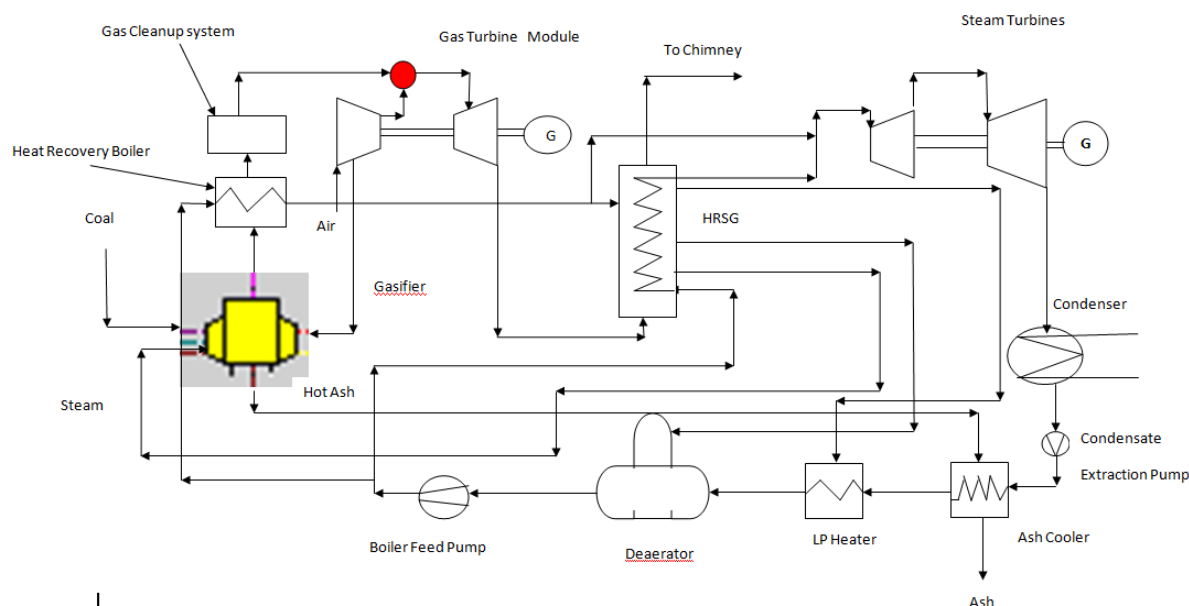 Steam Turbines
Gas Cleanup system
Gas Turbine Module
To Chimney
G
G
Heat Recovery Boiler
Coal
Air
HRSG
Gasifier
Condenser
Hot Ash
Steam
Condensate
Extraction Pump
Boiler Feed Pump
Deaerator
LP Heater
Ash Cooler
Ash